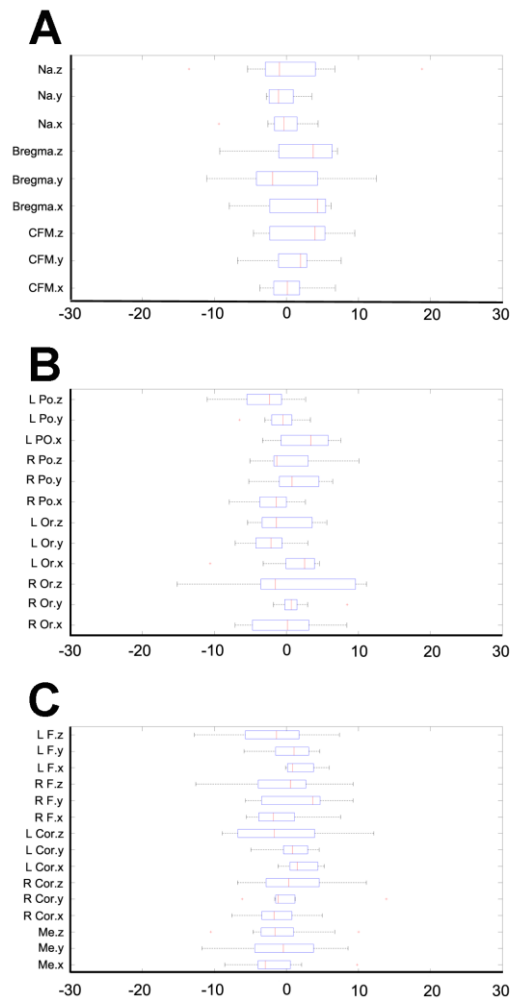 A
Na.z
Na.y
Na.x
Bregma.z
Bregma.y
Bregma.x
CFM.z
CFM.y
CFM.x
-30 -20 -10 0 10 20 30
B
L Po.z
L Po.y
L PO.x
R Po.z
R Po.y
R Po.x
L Or.z
L Or.y
L Or.x
R Or.z
R Or.y
R Or.x
-30 -20 -10 0 10 20 30
C
L F.z
L F.y
L F.x
R F.z
R F.y
R F.x
L Cor.z
L Cor.y
L Cor.x
R Cor.z
R Cor.y
R Cor.x
Me.z
Me.y
Me.x
-30 -20 -10 0 10 20 30